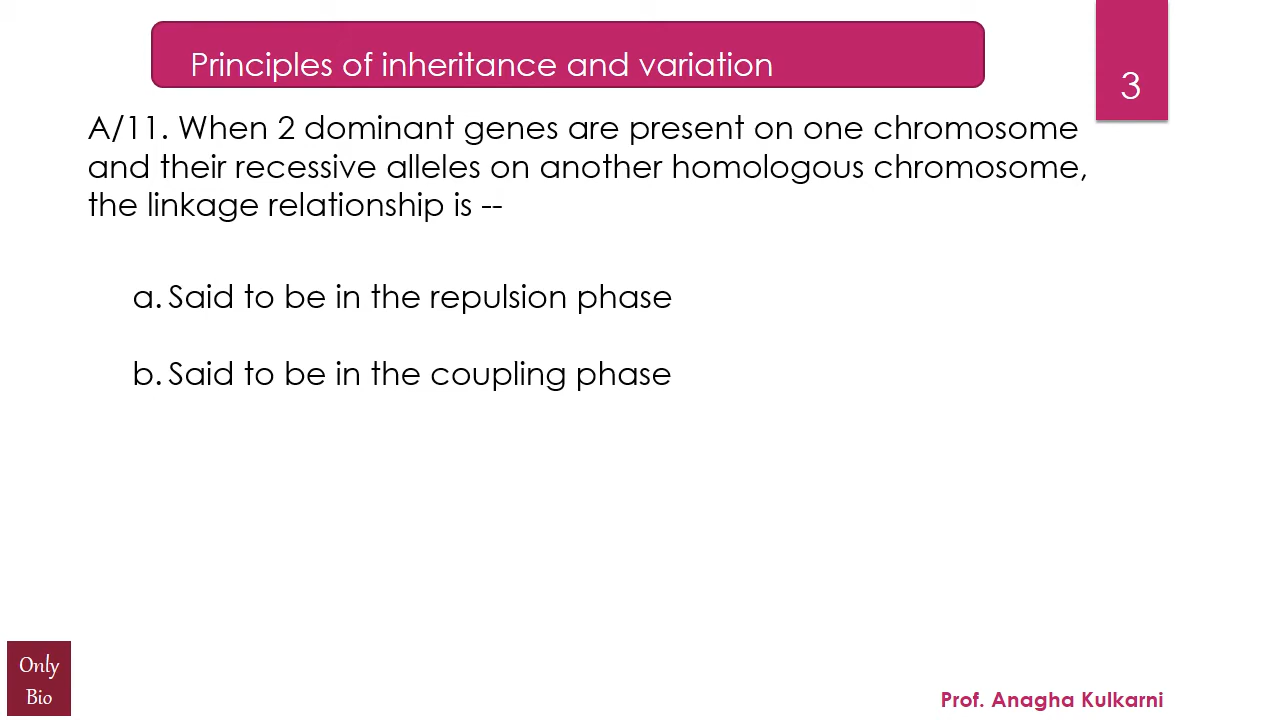 Principles of inheritance and variation
3
A/11. When 2 dominant genes are present on one chromosome
and their recessive alleles on another homologous chromosome,
the linkage relationship is --
a. Said to be in the repulsion phase
b. Said to be in the coupling phase
Only
Bio
Prof. Anagha Kulkarni